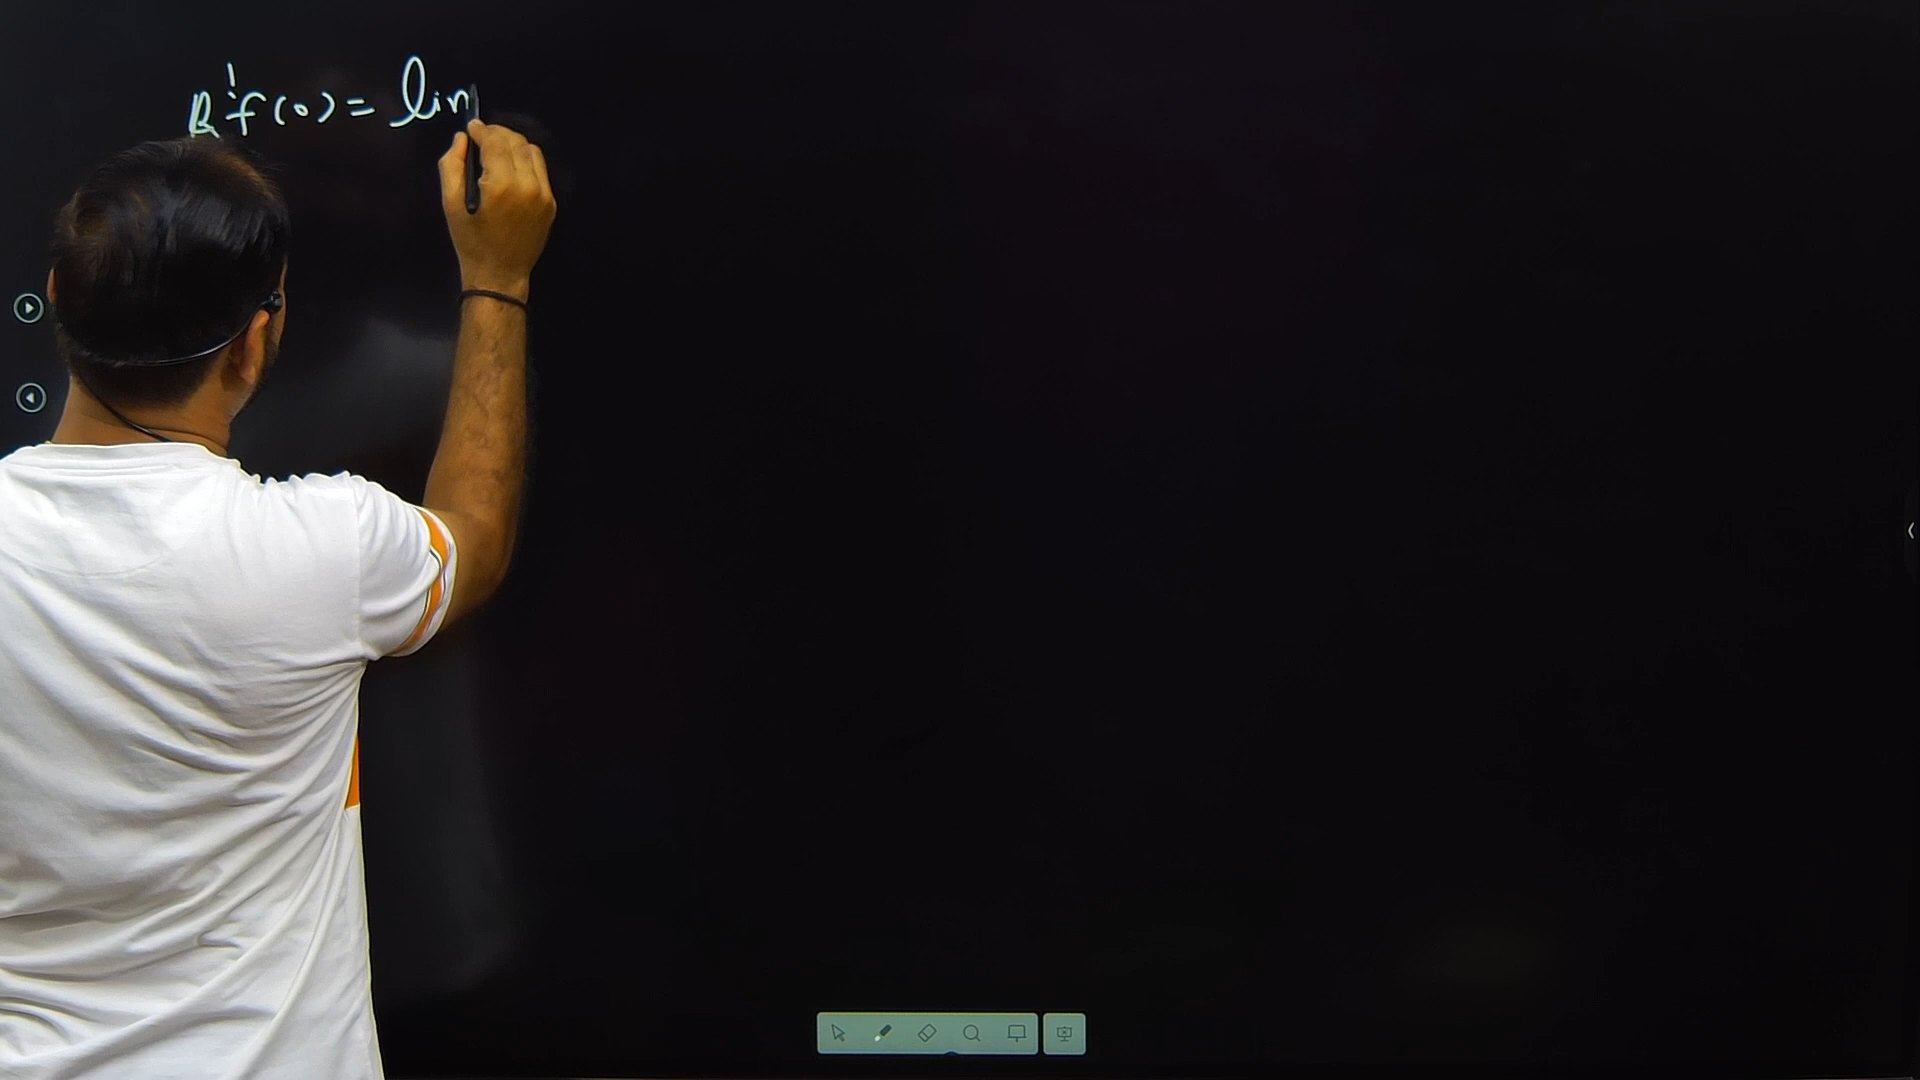 R'f(0) = lim